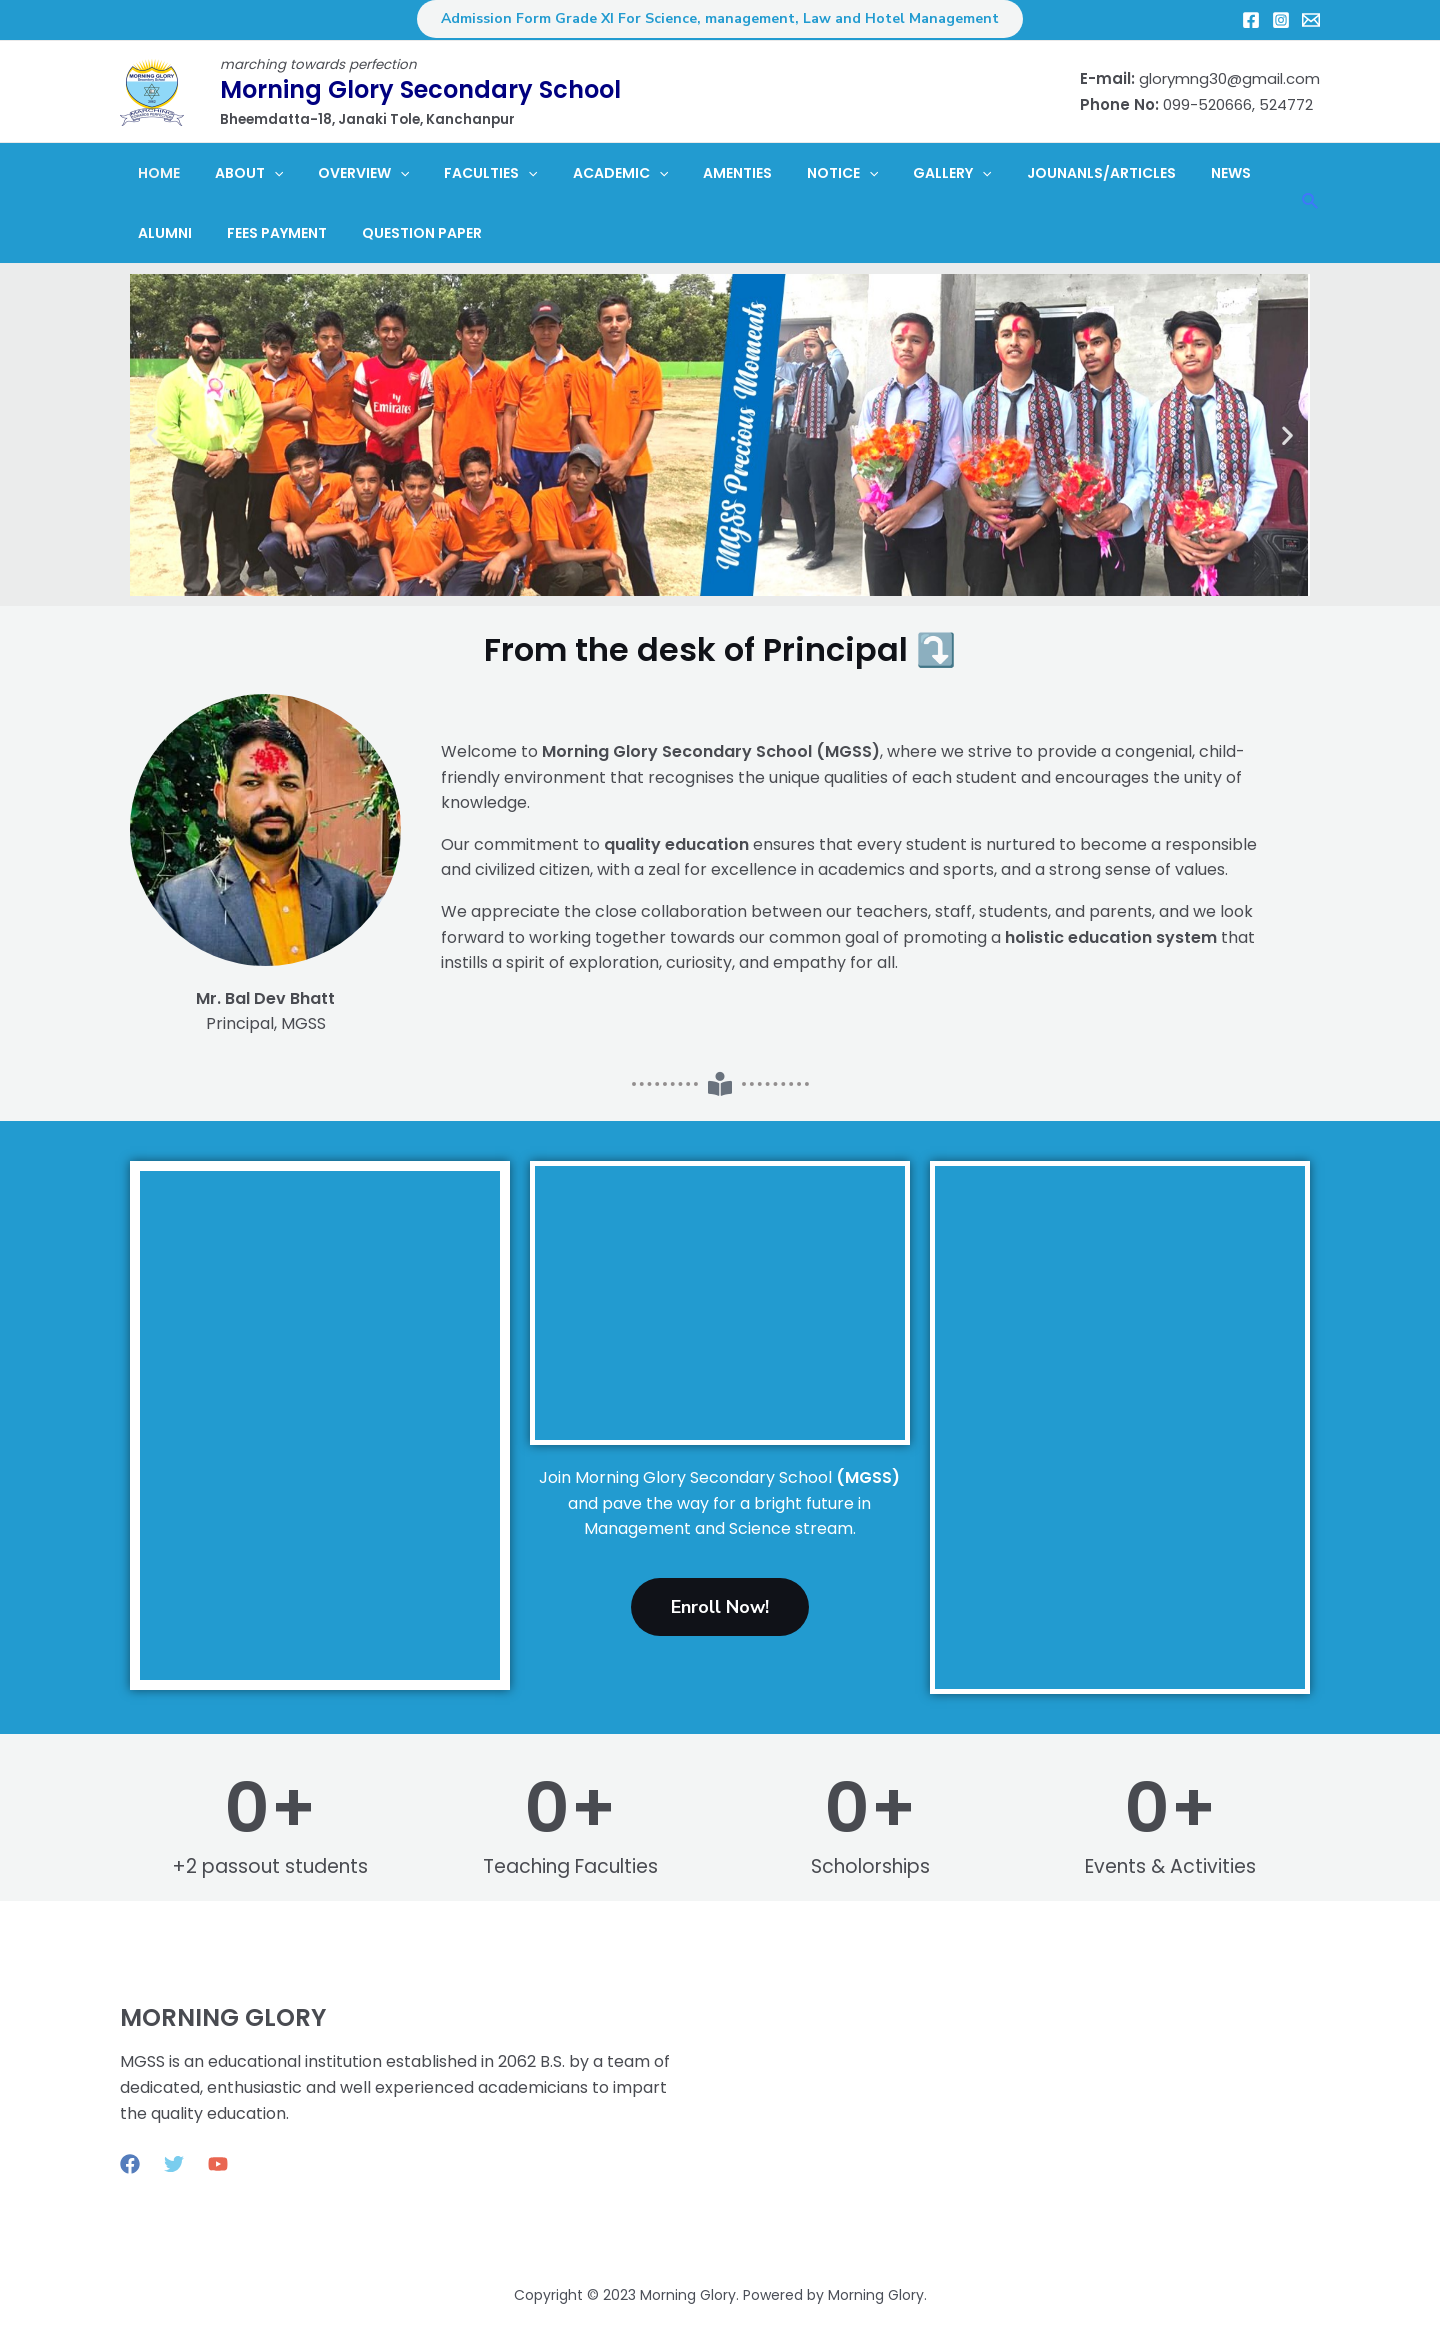 Admission Form Grade XI For Science, management, Law and Hotel Management
marching towards perfection
Morning Glory Secondary School
Bheemdatta-18, Janaki Tole, Kanchanpur
E-mail: glorymng30@gmail.com
Phone No: 099-520666, 524772
MORNING GLORY
HOME ABOUT OVERVIEW FACULTIES ACADEMIC AMENTIES NOTICE GALLERY JOUNANLS/ARTICLES NEWS
ALUMNI FEES PAYMENT QUESTION PAPER
Fly
Emirates
MGSS Precious Moments
From the desk of Principal ⤵️
Welcome to Morning Glory Secondary School (MGSS), where we strive to provide a congenial, child-
friendly environment that recognises the unique qualities of each student and encourages the unity of
knowledge.
Our commitment to quality education ensures that every student is nurtured to become a responsible
and civilized citizen, with a zeal for excellence in academics and sports, and a strong sense of values.
We appreciate the close collaboration between our teachers, staff, students, and parents, and we look
forward to working together towards our common goal of promoting a holistic education system that
instills a spirit of exploration, curiosity, and empathy for all.
Mr. Bal Dev Bhatt
Principal, MGSS
Join Morning Glory Secondary School (MGSS)
and pave the way for a bright future in
Management and Science stream.
Enroll Now!
0+ 0+ 0+ 0+
+2 passout students Teaching Faculties Scholorships Events & Activities
MORNING GLORY
MGSS is an educational institution established in 2062 B.S. by a team of
dedicated, enthusiastic and well experienced academicians to impart
the quality education.
Copyright © 2023 Morning Glory. Powered by Morning Glory.